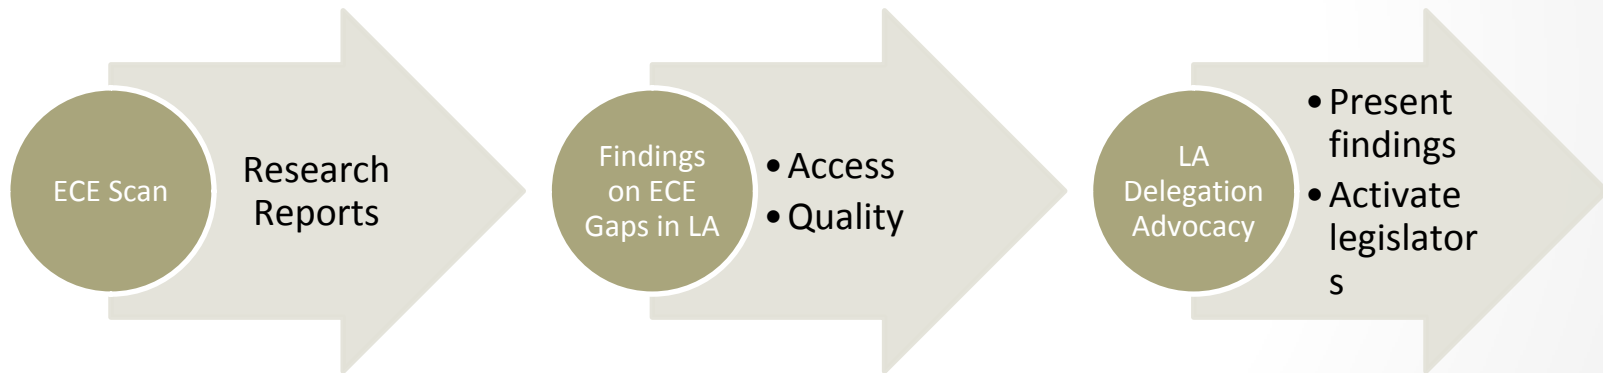 ECE Scan
Research
Reports
Findings
on ECE
Gaps in LA
• Access
• Quality
LA
Delegation
Advocacy
• Present
findings
• Activate
legislator
s